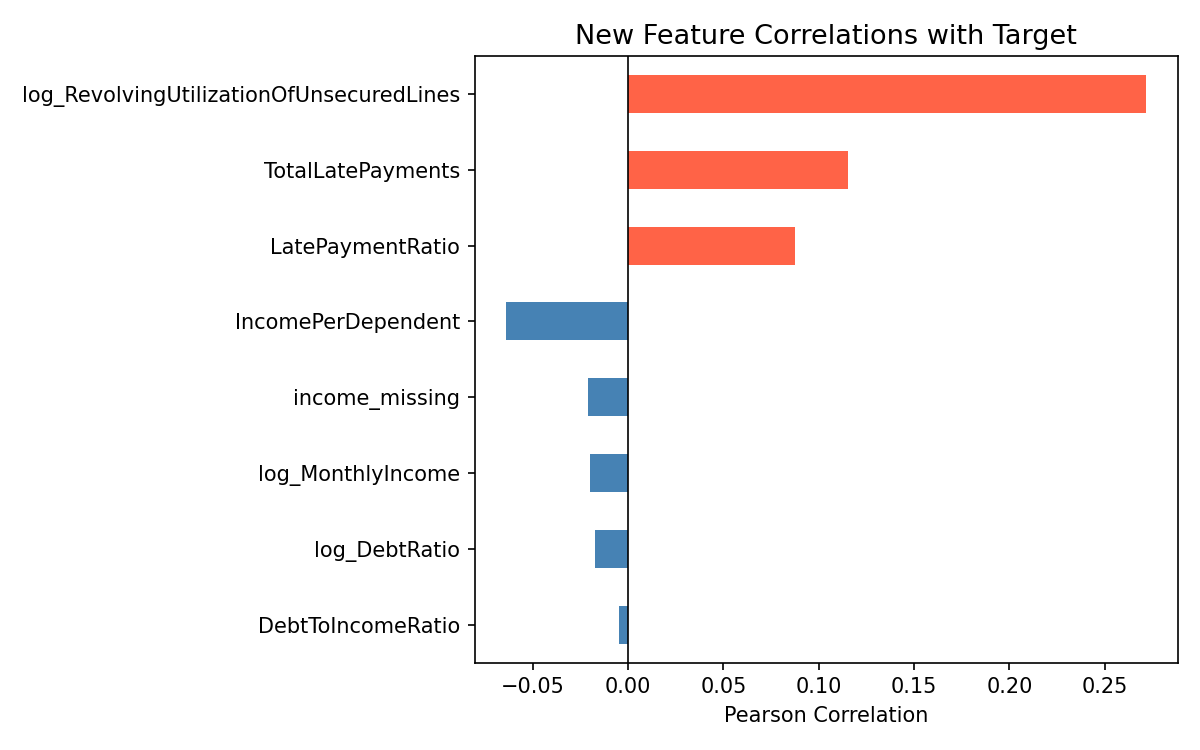 New Feature Correlations with Target
log_RevolvingUtilizationOfUnsecuredLines
TotalLatePayments
LatePaymentRatio
IncomePerDependent
income_missing
log_MonthlyIncome
log_DebtRatio
DebtToIncomeRatio
−0.05 0.00 0.05 0.10 0.15 0.20 0.25
Pearson Correlation